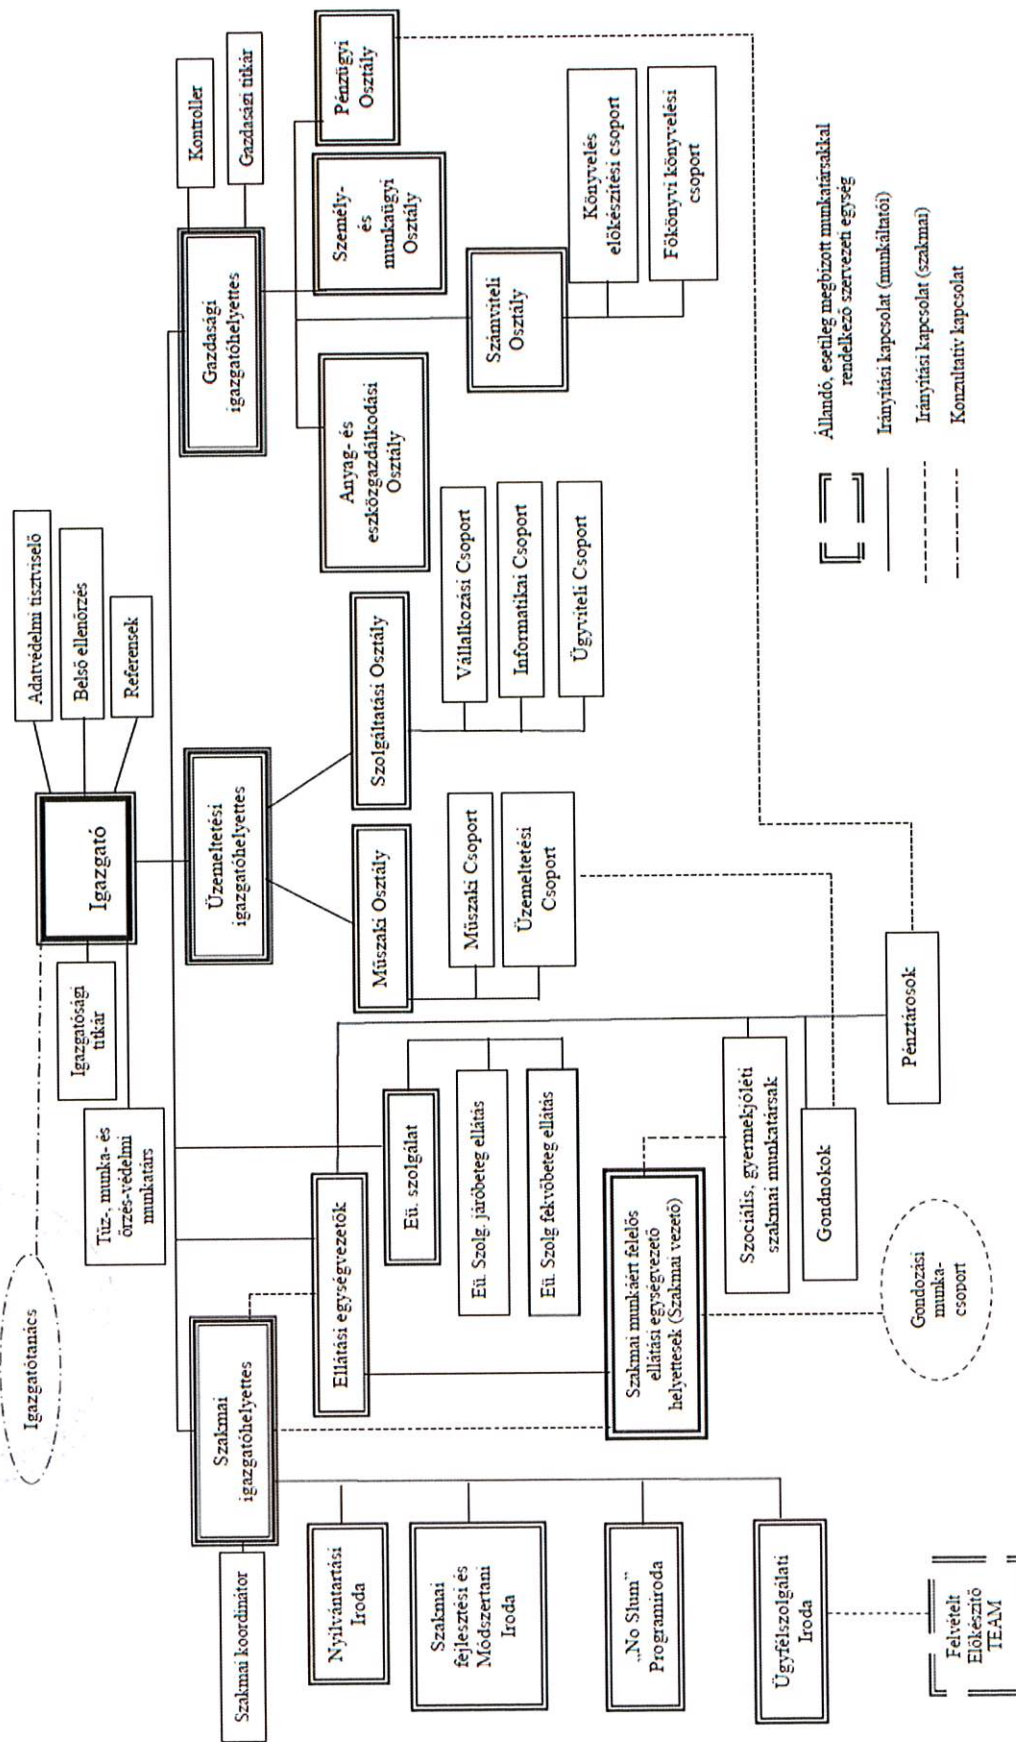 Igazgatótanács
Igazgató
Adatvédelmi tisztviselő
Belső ellenőrzés
Referensek
Igazgatósági
titkár
Tűz-, munka- és
őrzés-védelmi
munkatárs
Szakmai
igazgatóhelyettes
Szakmai koordinátor
Nyilvántartási
Iroda
Szakmai
fejlesztési és
Módszertani
Iroda
„No Slum”
Programiroda
Ügyfélszolgálati
Iroda
Felvételt
Előkészítő
TEAM
Ellátási egységvezetők
Eü. szolgálat
Eü. Szolg. járóbeteg ellátás
Eü. Szolg fekvőbeteg ellátás
Szakmai munkáért felelős
ellátási egységvezető
helyettesek (Szakmai vezető)
Szociális, gyermekjóléti
szakmai munkatársak
Gondnokok
Pénztárosok
Gondozási
munka-
csoport
Üzemeltetési
igazgatóhelyettes
Műszaki Osztály
Műszaki Csoport
Üzemeltetési
Csoport
Szolgáltatási Osztály
Vállalkozási Csoport
Informatikai Csoport
Ügyviteli Csoport
Gazdasági
igazgatóhelyettes
Kontroller
Gazdasági titkár
Anyag- és
eszközgazdálkodási
Osztály
Személy-
és
munkaügyi
Osztály
Pénzügyi
Osztály
Számviteli
Osztály
Könyvelés
előkészítési csoport
Főkönyvi könyvelési
csoport
Állandó, esetileg megbízott munkatársakkal
rendelkező szervezeti egység
Irányítási kapcsolat (munkáltatói)
Irányítási kapcsolat (szakmai)
Konzultatív kapcsolat